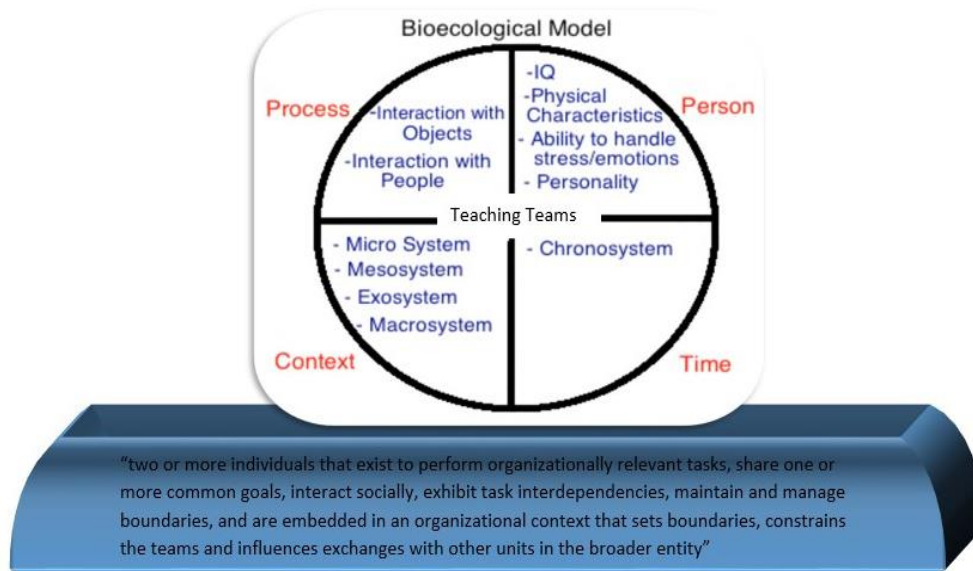 Bioecological Model
Process
-Interaction with
Objects
-Interaction with
People
-IQ
-Physical
Characteristics
- Ability to handle
stress/emotions
- Personality
Person
Teaching Teams
- Micro System
- Mesosystem
- Exosystem
- Macrosystem
Context
- Chronosystem
Time
“two or more individuals that exist to perform organizationally relevant tasks, share one or
more common goals, interact socially, exhibit task interdependencies, maintain and manage
boundaries, and are embedded in an organizational context that sets boundaries, constrains
the teams and influences exchanges with other units in the broader entity”